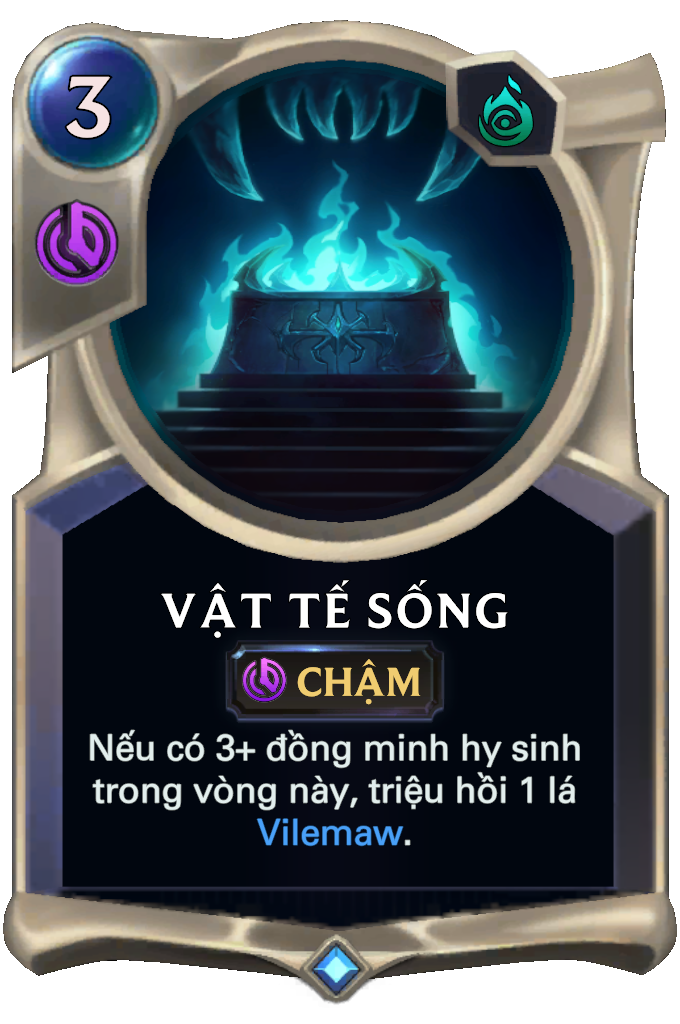 3
VẬT TẾ SỐNG
CHẬM
Nếu có 3+ đồng minh hy sinh
trong vòng này, triệu hồi 1 lá
Vilemaw.